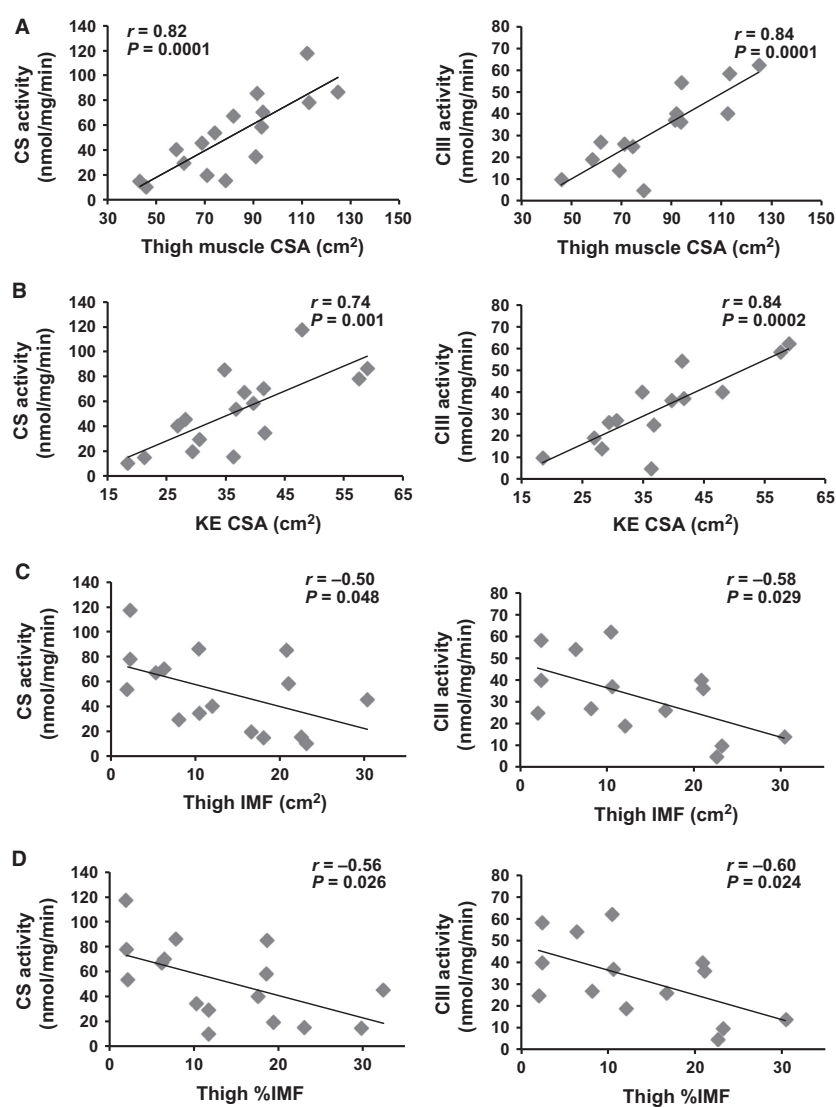 A
r = 0.82
P = 0.0001
CS activity
(nmol/mg/min)
140
120
100
80
60
40
20
0
30 50 70 90 110 130 150
Thigh muscle CSA (cm²)
r = 0.84
P = 0.0001
CIII activity
(nmol/mg/min)
80
70
60
50
40
30
20
10
0
30 50 70 90 110 130 150
Thigh muscle CSA (cm²)
B
r = 0.74
P = 0.001
CS activity
(nmol/mg/min)
140
120
100
80
60
40
20
0
15 25 35 45 55 65
KE CSA (cm²)
r = 0.84
P = 0.0002
CIII activity
(nmol/mg/min)
80
70
60
50
40
30
20
10
0
15 25 35 45 55 65
KE CSA (cm²)
C
r = –0.50
P = 0.048
CS activity
(nmol/mg/min)
140
120
100
80
60
40
20
0
0 10 20 30
Thigh IMF (cm²)
r = –0.58
P = 0.029
CIII activity
(nmol/mg/min)
80
70
60
50
40
30
20
10
0
0 10 20 30
Thigh IMF (cm²)
D
r = –0.56
P = 0.026
CS activity
(nmol/mg/min)
140
120
100
80
60
40
20
0
0 10 20 30
Thigh %IMF
r = –0.60
P = 0.024
CIII activity
(nmol/mg/min)
80
70
60
50
40
30
20
10
0
0 10 20 30
Thigh %IMF